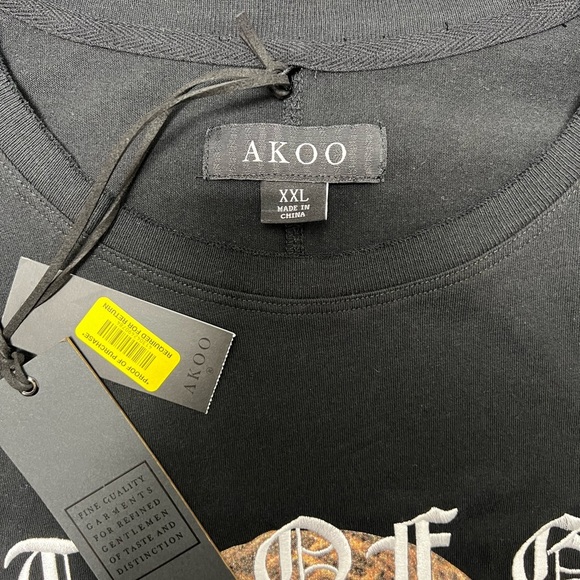 AKOO
XXL
MADE IN
CHINA
"PROOF OF PURCHASE"
REQUIRED FOR RETURN
AKOO
FINE QUALITY
GARMENTS
FOR REFINED
GENTLEMEN
OF TASTE AND
DISTINCTION
OF